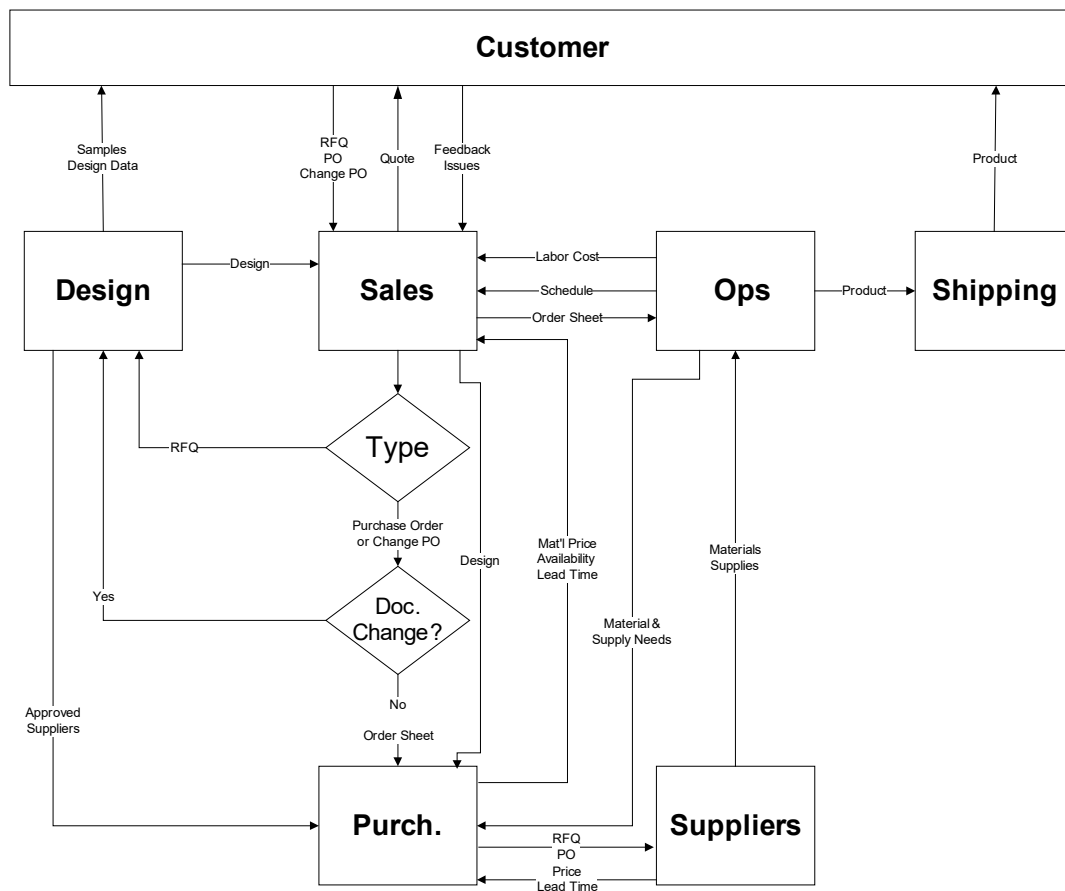 Customer
Samples
Design Data
RFQ
PO
Change PO
Quote
Feedback
Issues
Product
Design
Design
Sales
Labor Cost
Schedule
Order Sheet
Ops
Product
Shipping
Type
RFQ
Purchase Order
or Change PO
Design
Mat'l Price
Availability
Lead Time
Materials
Supplies
Yes
Doc.
Change?
Material &
Supply Needs
No
Approved
Suppliers
Order Sheet
Purch.
RFQ
PO
Price
Lead Time
Suppliers